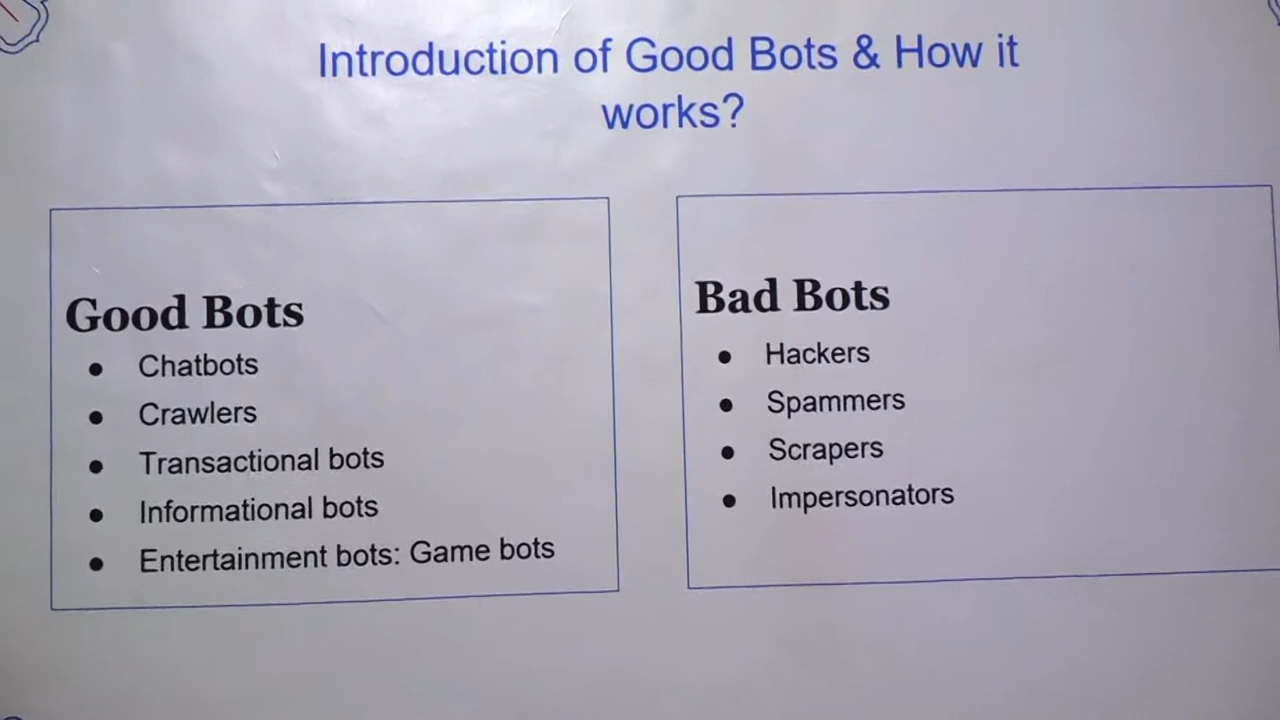 Introduction of Good Bots & How it
works?
Good Bots
● Chatbots
● Crawlers
● Transactional bots
● Informational bots
● Entertainment bots: Game bots
Bad Bots
● Hackers
● Spammers
● Scrapers
● Impersonators